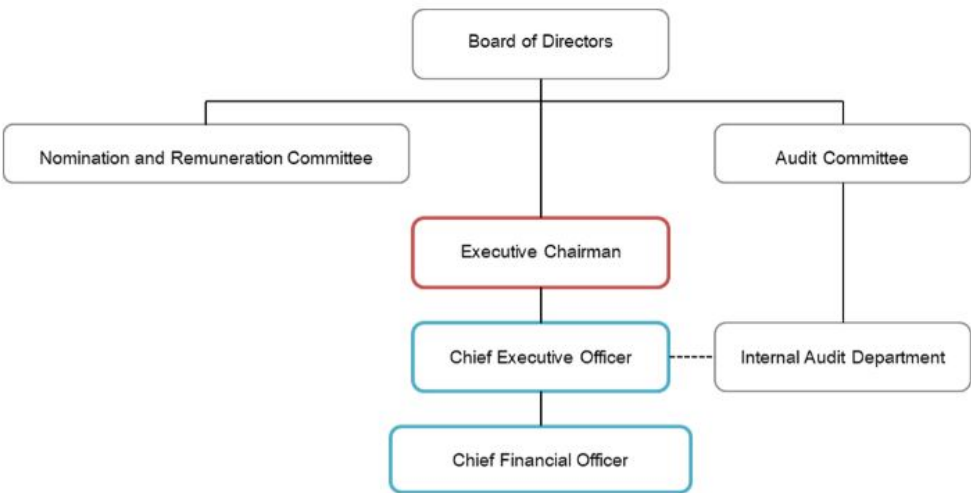 Board of Directors
Nomination and Remuneration Committee
Audit Committee
Executive Chairman
Chief Executive Officer
Internal Audit Department
Chief Financial Officer